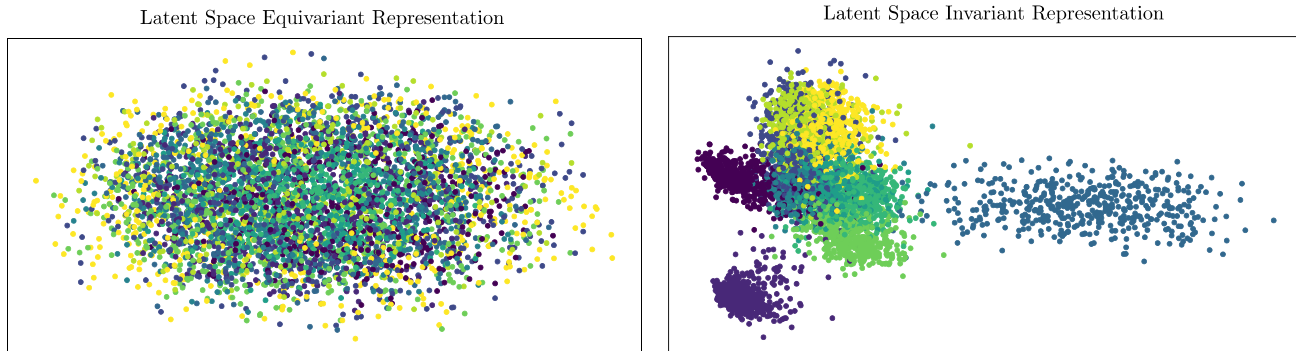 Latent Space Equivariant Representation
Latent Space Invariant Representation